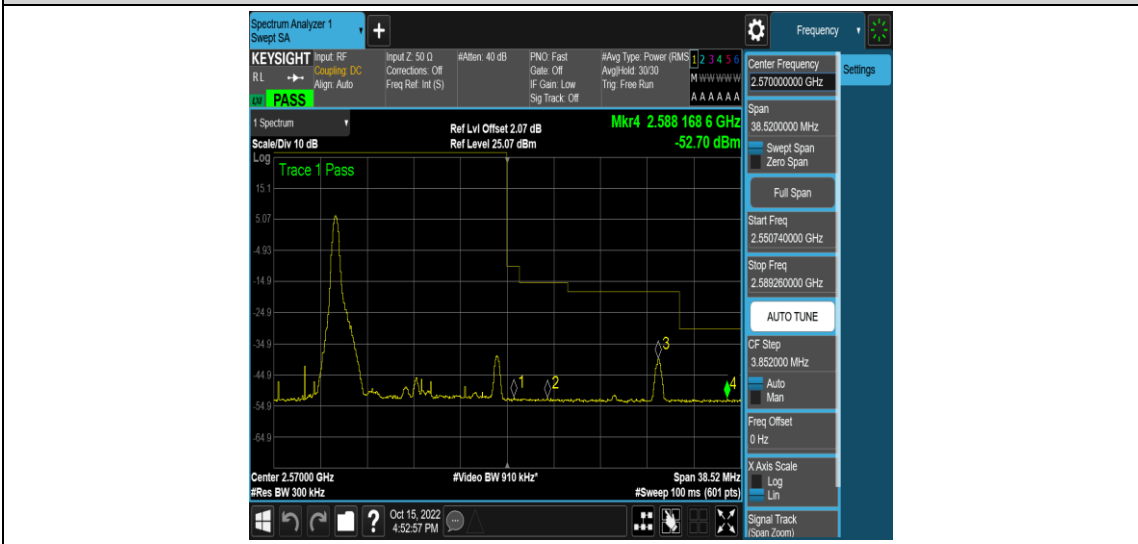 Spectrum Analyzer 1
Swept SA
+
Frequency
KEYSIGHT
RL
LXI PASS
Input: RF
Coupling: DC
Align: Auto
Input Z: 50 Ω
Corrections: Off
Freq Ref: Int (S)
#Atten: 40 dB
PNO: Fast
Gate: Off
IF Gain: Low
Sig Track: Off
#Avg Type: Power (RMS
Avg|Hold: 30/30
Trig: Free Run
1 2 3 4 5 6
M W W W W W
A A A A A A
1 Spectrum
Scale/Div 10 dB
Ref Lvl Offset 2.07 dB
Ref Level 25.07 dBm
Mkr4 2.588 168 6 GHz
-52.70 dBm
Log
Trace 1 Pass
15.1
5.07
-4.93
-14.9
-24.9
-34.9
-44.9
-54.9
-64.9
1
2
3
4
Center 2.57000 GHz
#Res BW 300 kHz
#Video BW 910 kHz*
Span 38.52 MHz
#Sweep 100 ms (601 pts)
Center Frequency
2.570000000 GHz
Settings
Span
38.5200000 MHz
Swept Span
Zero Span
Full Span
Start Freq
2.550740000 GHz
Stop Freq
2.589260000 GHz
AUTO TUNE
CF Step
3.852000 MHz
Auto
Man
Freq Offset
0 Hz
X Axis Scale
Log
Lin
Signal Track
(Span Zoom)
?
Oct 15, 2022
4:52:57 PM